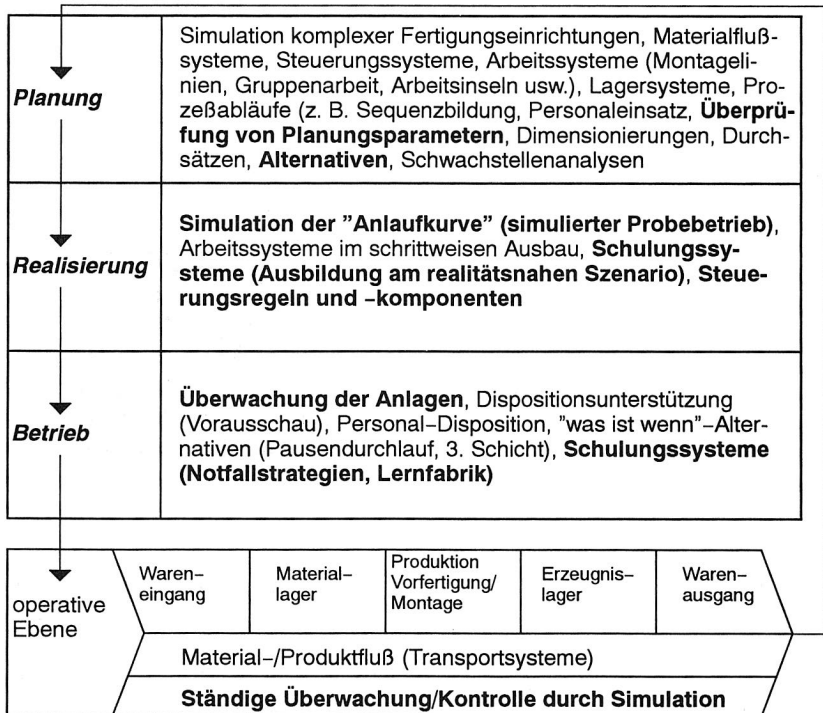 Simulation komplexer Fertigungseinrichtungen, Materialfluß-
systeme, Steuerungssysteme, Arbeitssysteme (Montageli-
nien, Gruppenarbeit, Arbeitsinseln usw.), Lagersysteme, Pro-
zeßabläufe (z. B. Sequenzbildung, Personaleinsatz, Überprü-
fung von Planungsparametern, Dimensionierungen, Durch-
sätzen, Alternativen, Schwachstellenanalysen
Planung
Simulation der ”Anlaufkurve” (simulierter Probebetrieb),
Arbeitssysteme im schrittweisen Ausbau, Schulungssy-
steme (Ausbildung am realitätsnahen Szenario), Steue-
rungsregeln und –komponenten
Realisierung
Überwachung der Anlagen, Dispositionsunterstützung
(Vorausschau), Personal–Disposition, ”was ist wenn”–Alter-
nativen (Pausendurchlauf, 3. Schicht), Schulungssysteme
(Notfallstrategien, Lernfabrik)
Betrieb
operative
Ebene
Waren–
eingang
Material–
lager
Produktion
Vorfertigung/
Montage
Erzeugnis–
lager
Waren–
ausgang
Material–/Produktfluß (Transportsysteme)
Ständige Überwachung/Kontrolle durch Simulation